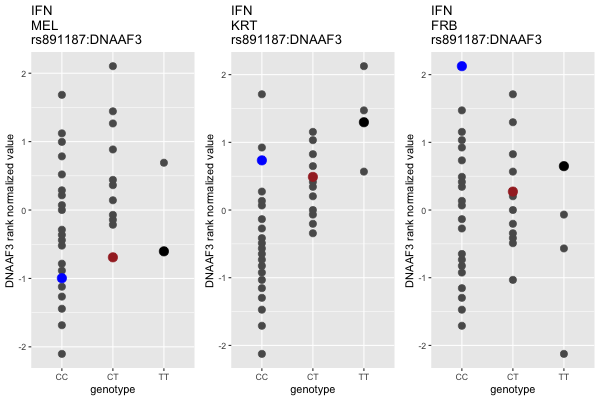 IFN
MEL
rs891187:DNAAF3
DNAAF3 rank normalized value
2
1
0
-1
-2
CC CT TT
genotype
IFN
KRT
rs891187:DNAAF3
DNAAF3 rank normalized value
2
1
0
-1
-2
CC CT TT
genotype
IFN
FRB
rs891187:DNAAF3
DNAAF3 rank normalized value
2
1
0
-1
-2
CC CT TT
genotype